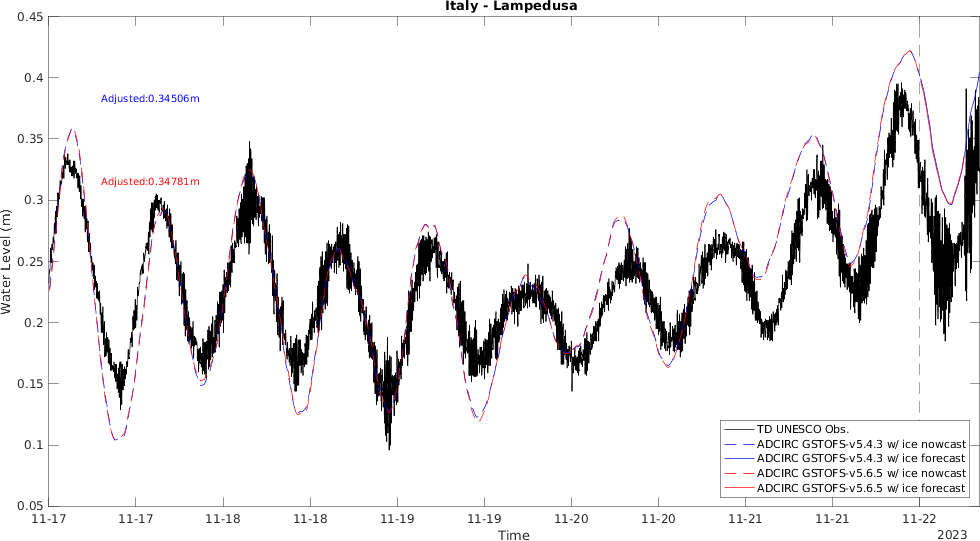 Italy - Lampedusa
0.45
0.4
0.35
0.3
0.25
0.2
0.15
0.1
0.05
Water Level (m)
Adjusted:0.34506m
Adjusted:0.34781m
TD UNESCO Obs.
ADCIRC GSTOFS-v5.4.3 w/ ice nowcast
ADCIRC GSTOFS-v5.4.3 w/ ice forecast
ADCIRC GSTOFS-v5.6.5 w/ ice nowcast
ADCIRC GSTOFS-v5.6.5 w/ ice forecast
11-17 11-17 11-18 11-18 11-19 11-19 11-20 11-20 11-21 11-21 11-22
Time
2023